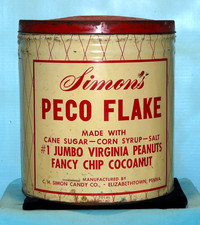 Simon's
PECO FLAKE
MADE WITH
CANE SUGAR—CORN SYRUP—SALT
#1 JUMBO VIRGINIA PEANUTS
FANCY CHIP COCOANUT
MANUFACTURED BY
C. H. SIMON CANDY CO., - ELIZABETHTOWN, PENNA.